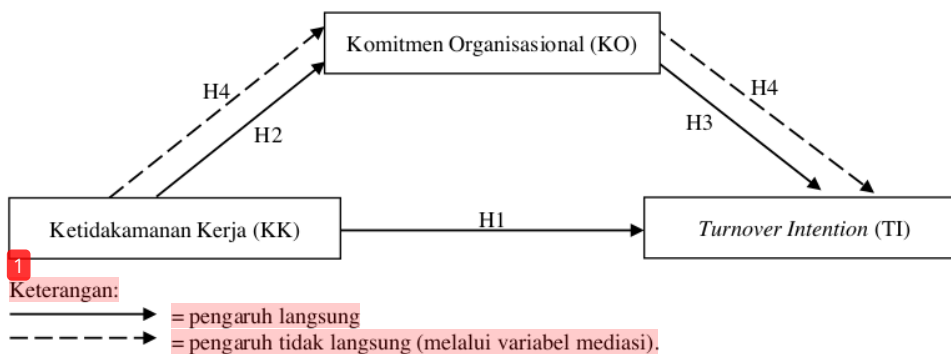 Komitmen Organisasional (KO)
H4
H4
H2
H3
Ketidakamanan Kerja (KK)
H1
Turnover Intention (TI)
1
Keterangan:
= pengaruh langsung
= pengaruh tidak langsung (melalui variabel mediasi).